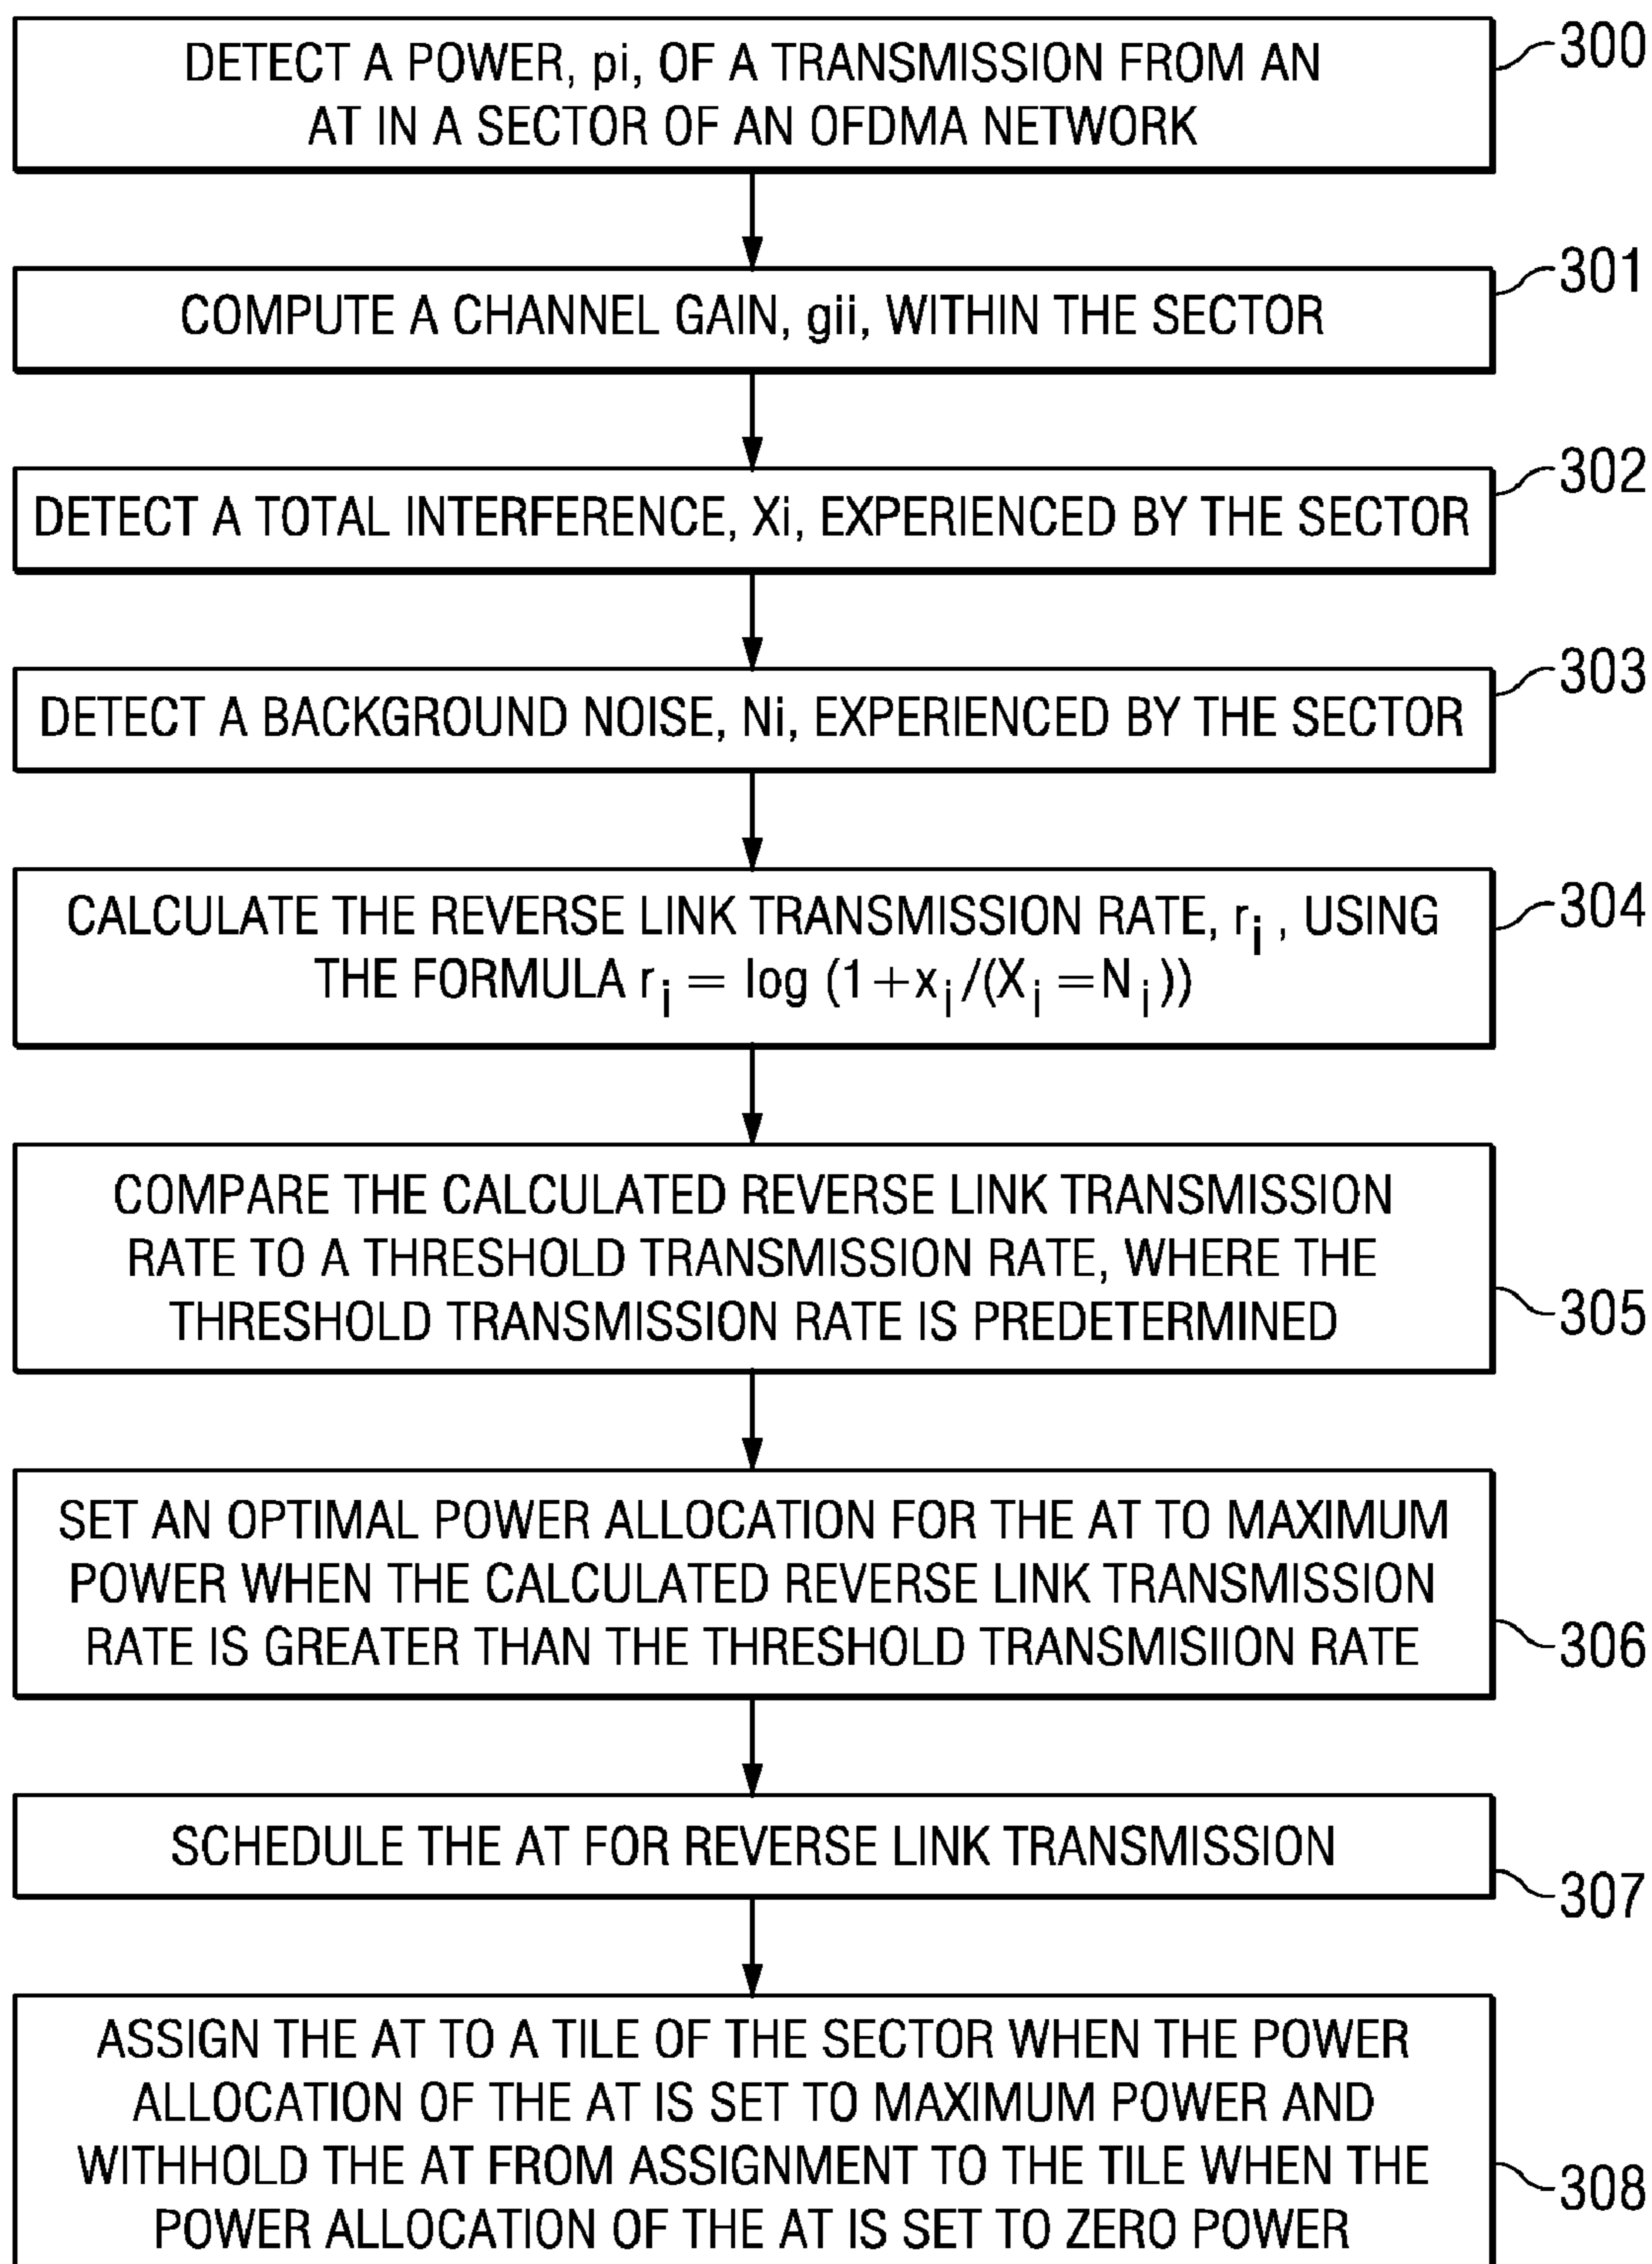 DETECT A POWER, pi, OF A TRANSMISSION FROM AN
AT IN A SECTOR OF AN OFDMA NETWORK
300
COMPUTE A CHANNEL GAIN, gii, WITHIN THE SECTOR
301
DETECT A TOTAL INTERFERENCE, Xi, EXPERIENCED BY THE SECTOR
302
DETECT A BACKGROUND NOISE, Ni, EXPERIENCED BY THE SECTOR
303
CALCULATE THE REVERSE LINK TRANSMISSION RATE, ri , USING
THE FORMULA ri = log (1+xi/(Xi =Ni))
304
COMPARE THE CALCULATED REVERSE LINK TRANSMISSION
RATE TO A THRESHOLD TRANSMISSION RATE, WHERE THE
THRESHOLD TRANSMISSION RATE IS PREDETERMINED
305
SET AN OPTIMAL POWER ALLOCATION FOR THE AT TO MAXIMUM
POWER WHEN THE CALCULATED REVERSE LINK TRANSMISSION
RATE IS GREATER THAN THE THRESHOLD TRANSMISIION RATE
306
SCHEDULE THE AT FOR REVERSE LINK TRANSMISSION
307
ASSIGN THE AT TO A TILE OF THE SECTOR WHEN THE POWER
ALLOCATION OF THE AT IS SET TO MAXIMUM POWER AND
WITHHOLD THE AT FROM ASSIGNMENT TO THE TILE WHEN THE
POWER ALLOCATION OF THE AT IS SET TO ZERO POWER
308